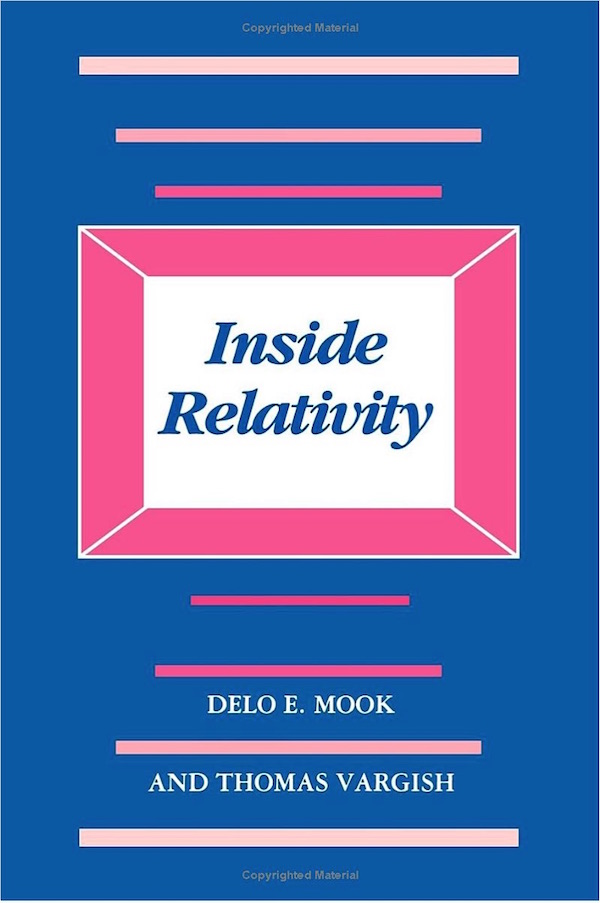 Copyrighted Material
Inside
Relativity
DELO E. MOOK
AND THOMAS VARGISH
Copyrighted Material